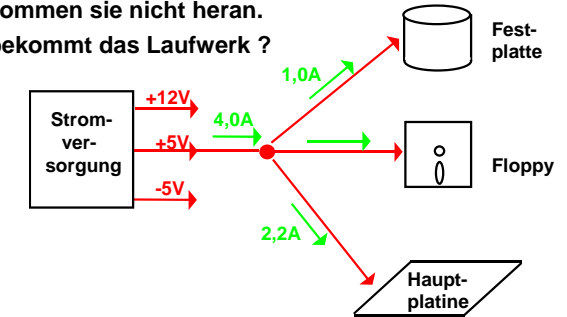 ommen sie nicht heran.
bekommt das Laufwerk ?
Fest-
platte
1,0A
+12V
4,0A
Strom-
ver-
sorgung
+5V
Floppy
-5V
2,2A
Haupt-
platine